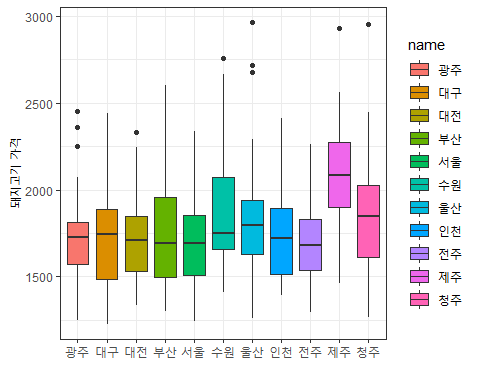 돼지고기 가격
3000
2500
2000
1500
광주 대구 대전 부산 서울 수원 울산 인천 전주 제주 청주
name
광주
대구
대전
부산
서울
수원
울산
인천
전주
제주
청주